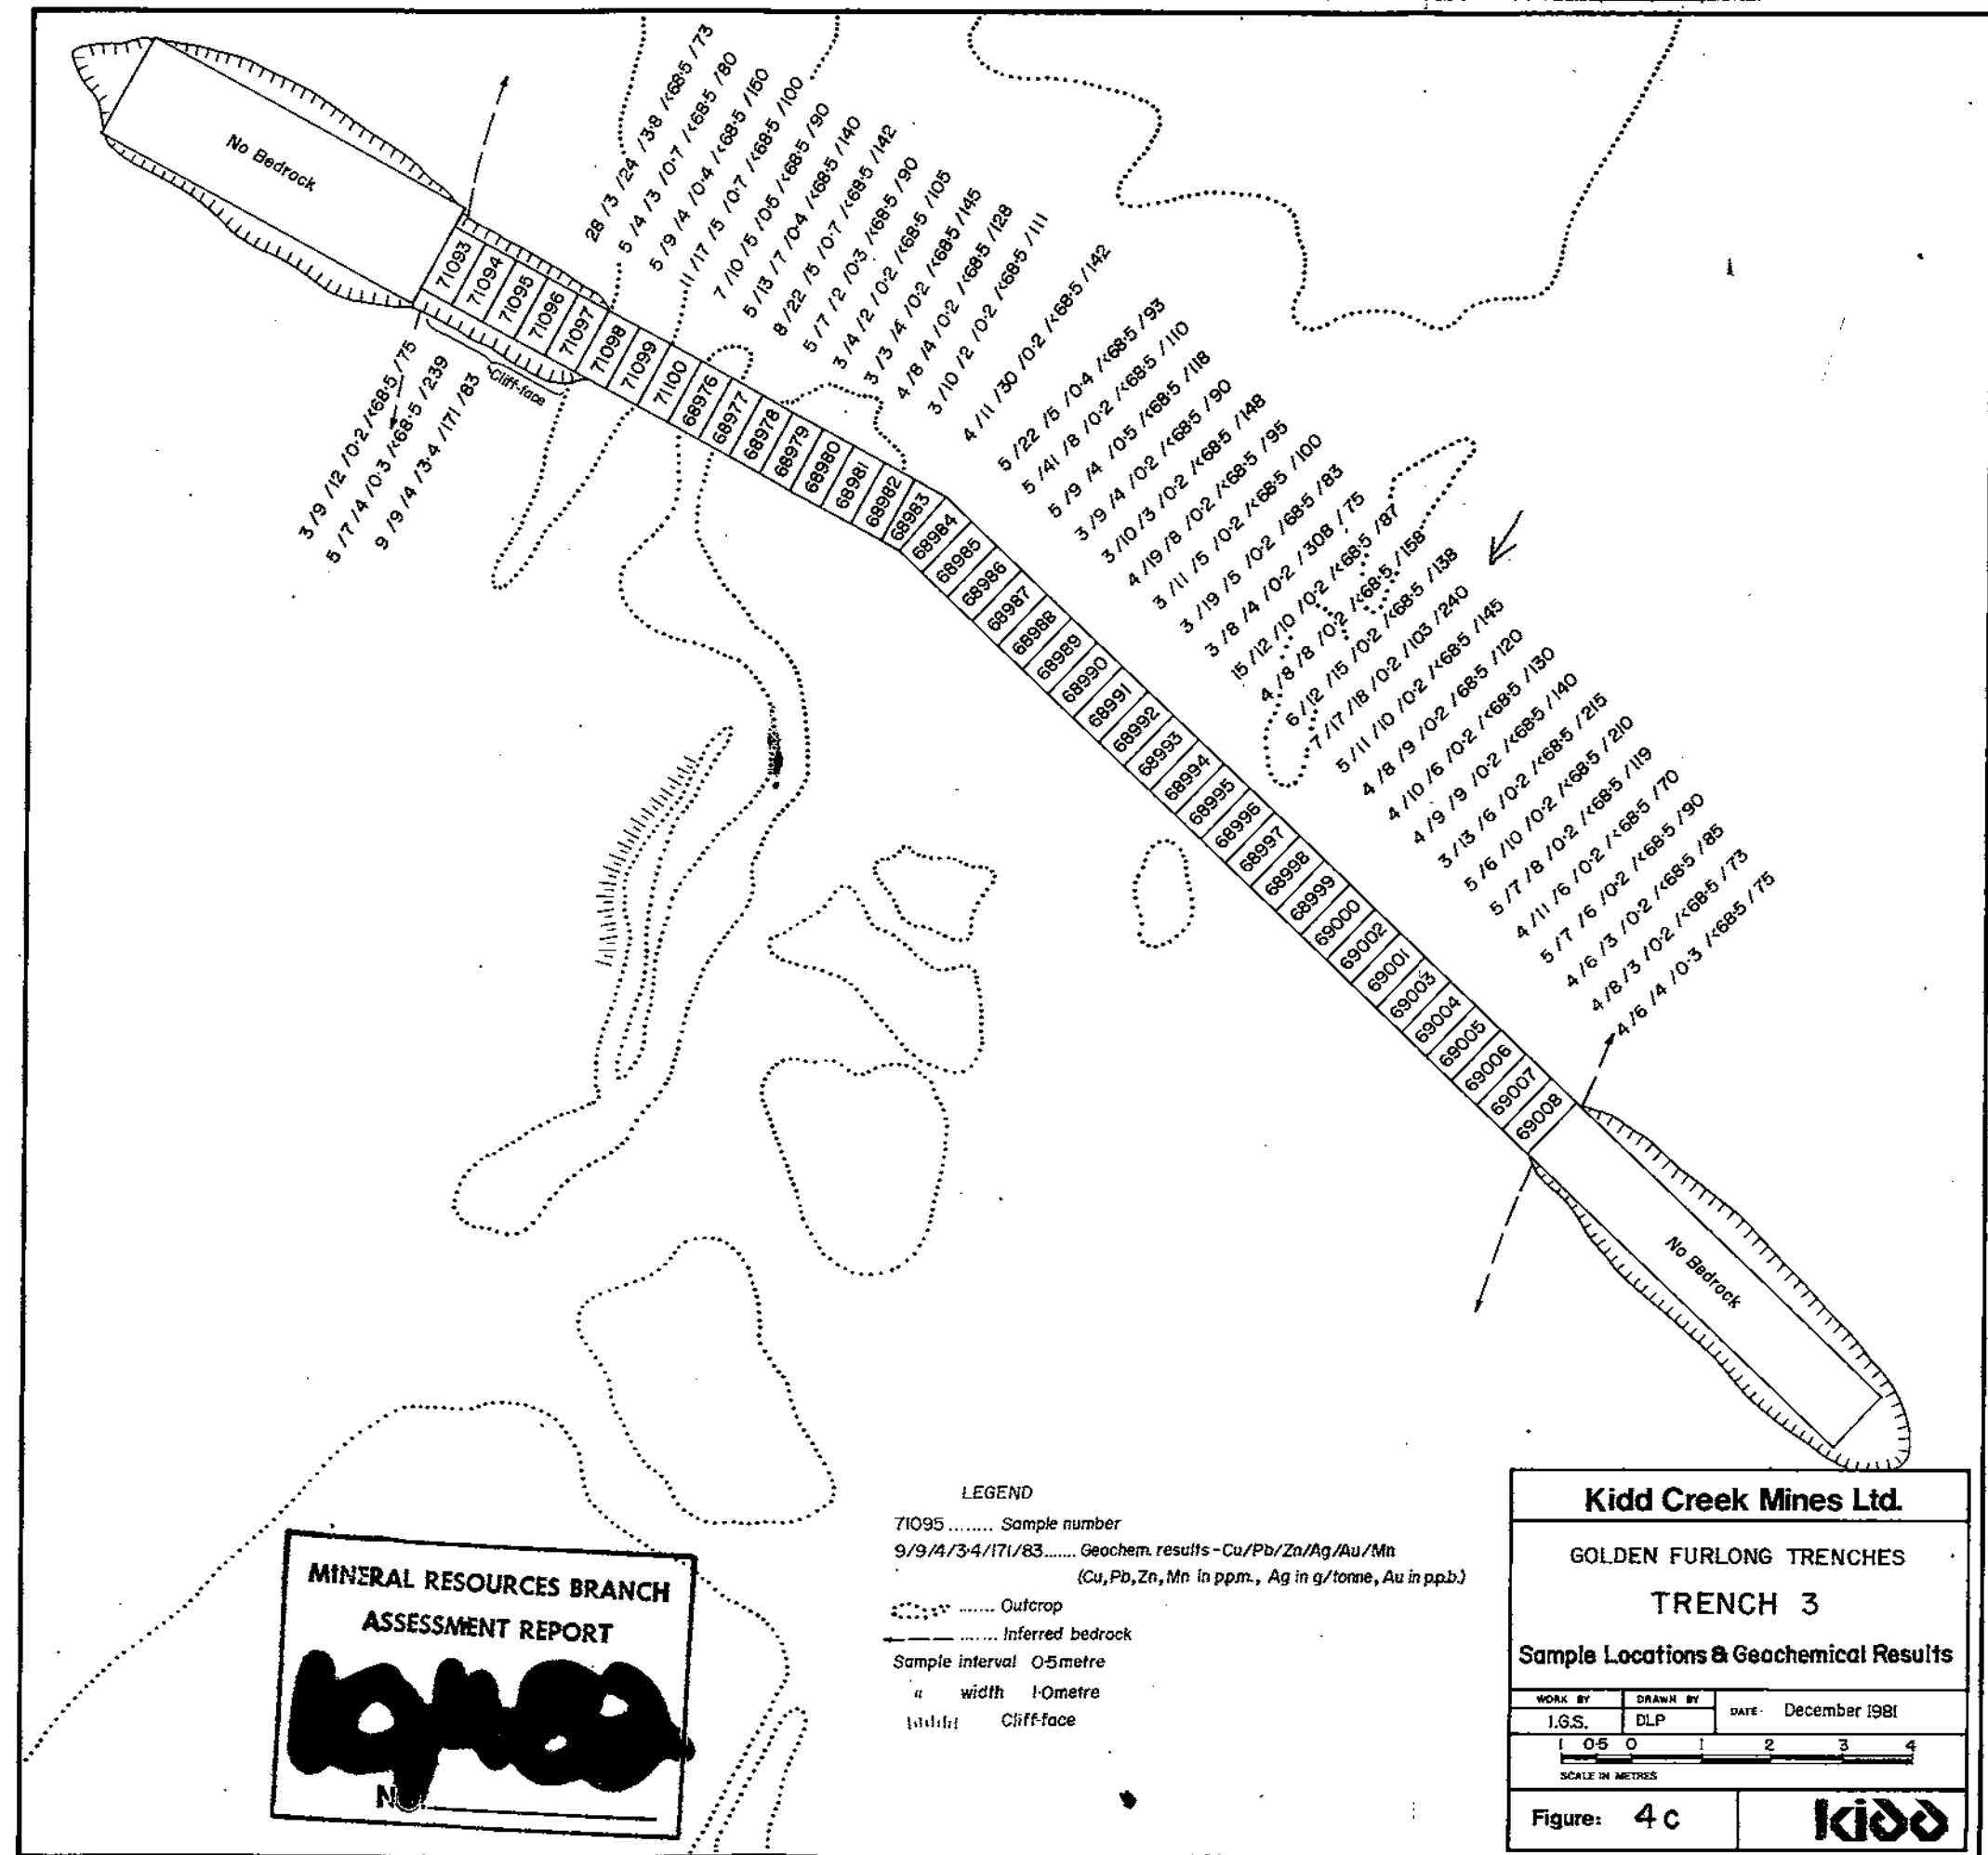 No Bedrock
28 /3 /24 /3·8 /<68·5 /73
5 /4 /3 /0·7 /<68·5 /80
5 /9 /4 /0·4 /<68·5 /150
11 /17 /5 /0·7 /<68·5 /100
7 /10 /5 /0·5 /<68·5 /90
5 /13 /7 /0·4 /<68·5 /140
8 /22 /5 /0·7 /<68·5 /142
5 /7 /2 /0·3 /<68·5 /90
3 /4 /2 /0·2 /<68·5 /105
3 /3 /4 /0·2 /<68·5 /145
4 /8 /4 /0·2 /<68·5 /128
3 /10 /2 /0·2 /<68·5 /111
4 /11 /30 /0·2 /<68·5 /142
5 /22 /5 /0·4 /<68·5 /93
5 /41 /8 /0·2 /<68·5 /110
5 /9 /4 /0·5 /<68·5 /118
3 /9 /4 /0·2 /<68·5 /90
3 /10 /3 /0·2 /<68·5 /148
4 /19 /8 /0·2 /<68·5 /95
3 /11 /5 /0·2 /<68·5 /100
3 /19 /5 /0·2 /68·5 /83
3 /8 /4 /0·2 /308 /75
15 /12 /10 /0·2 /<68·5 /87
4 /8 /8 /0·2 /<68·5 /158
6 /12 /15 /0·2 /<68·5 /138
7 /17 /18 /0·2 /103 /240
5 /11 /10 /0·2 /<68·5 /145
4 /8 /9 /0·2 /68·5 /120
4 /10 /6 /0·2 /<68·5 /130
4 /9 /9 /0·2 /<68·5 /140
3 /13 /6 /0·2 /<68·5 /215
5 /6 /10 /0·2 /<68·5 /210
5 /7 /8 /0·2 /<68·5 /119
4 /11 /6 /0·2 /<68·5 /70
5 /7 /6 /0·2 /<68·5 /90
4 /6 /3 /0·2 /<68·5 /85
4 /8 /3 /0·2 /<68·5 /73
4 /6 /4 /0·3 /<68·5 /75
71093
71094
71095
71096
71097
71098
71099
71100
68976
68977
68978
68979
68980
68981
68982
68983
68984
68985
68986
68987
68988
68989
68990
68991
68992
68993
68994
68995
68996
68997
68998
68999
69000
69002
69001
69003
69004
69005
69006
69007
69008
Cliff-face
3 /9 /12 /0·2 /<68·5 /75
5 /7 /4 /0·3 /<68·5 /239
9 /9 /4 /3·4 /171 /83
No Bedrock
LEGEND
71095 ........ Sample number
9/9/4/3·4/171/83....... Geochem. results - Cu/Pb/Zn/Ag/Au/Mn
(Cu, Pb, Zn, Mn in ppm., Ag in g/tonne, Au in p.p.b.)
....... Outcrop
....... Inferred bedrock
Sample interval 0·5 metre
" width 1·0 metre
Cliff-face
MINERAL RESOURCES BRANCH
ASSESSMENT REPORT
Kidd Creek Mines Ltd.
GOLDEN FURLONG TRENCHES
TRENCH 3
Sample Locations & Geochemical Results
WORK BY
I.G.S.
DRAWN BY
DLP
DATE· December 1981
1 0·5 0 1 2 3 4
SCALE IN METRES
Figure: 4c
kidd